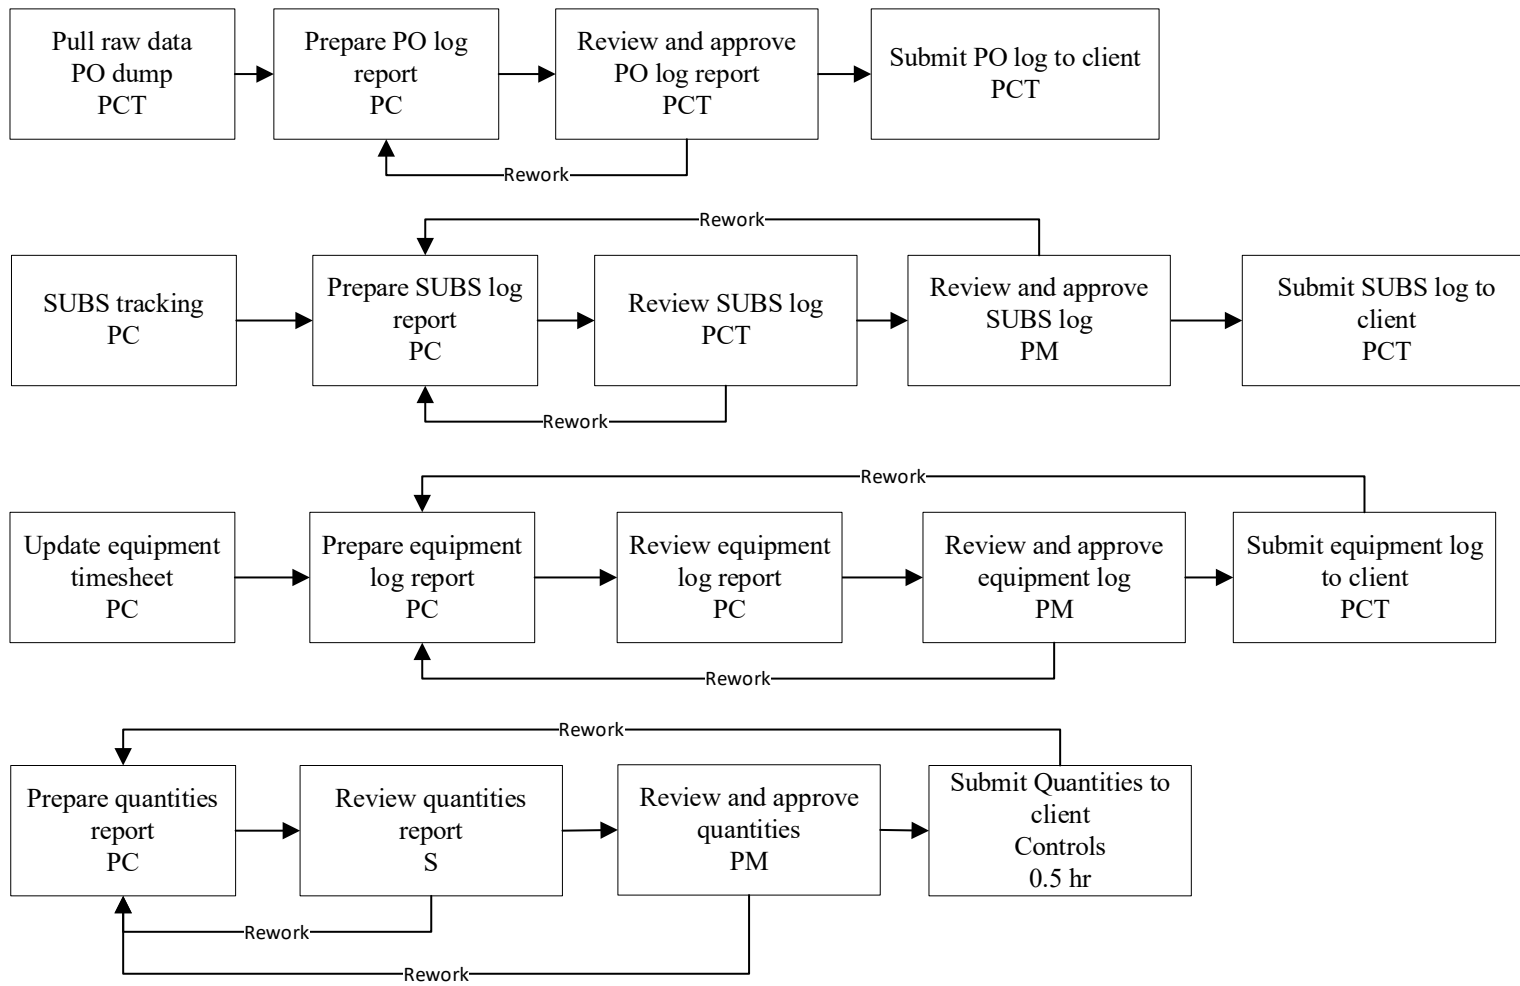 Pull raw data
PO dump
PCT
Prepare PO log
report
PC
Review and approve
PO log report
PCT
Submit PO log to client
PCT
Rework
Rework
SUBS tracking
PC
Prepare SUBS log
report
PC
Review SUBS log
PCT
Review and approve
SUBS log
PM
Submit SUBS log to
client
PCT
Rework
Rework
Update equipment
timesheet
PC
Prepare equipment
log report
PC
Review equipment
log report
PC
Review and approve
equipment log
PM
Submit equipment log
to client
PCT
Rework
Rework
Prepare quantities
report
PC
Review quantities
report
S
Review and approve
quantities
PM
Submit Quantities to
client
Controls
0.5 hr
Rework
Rework